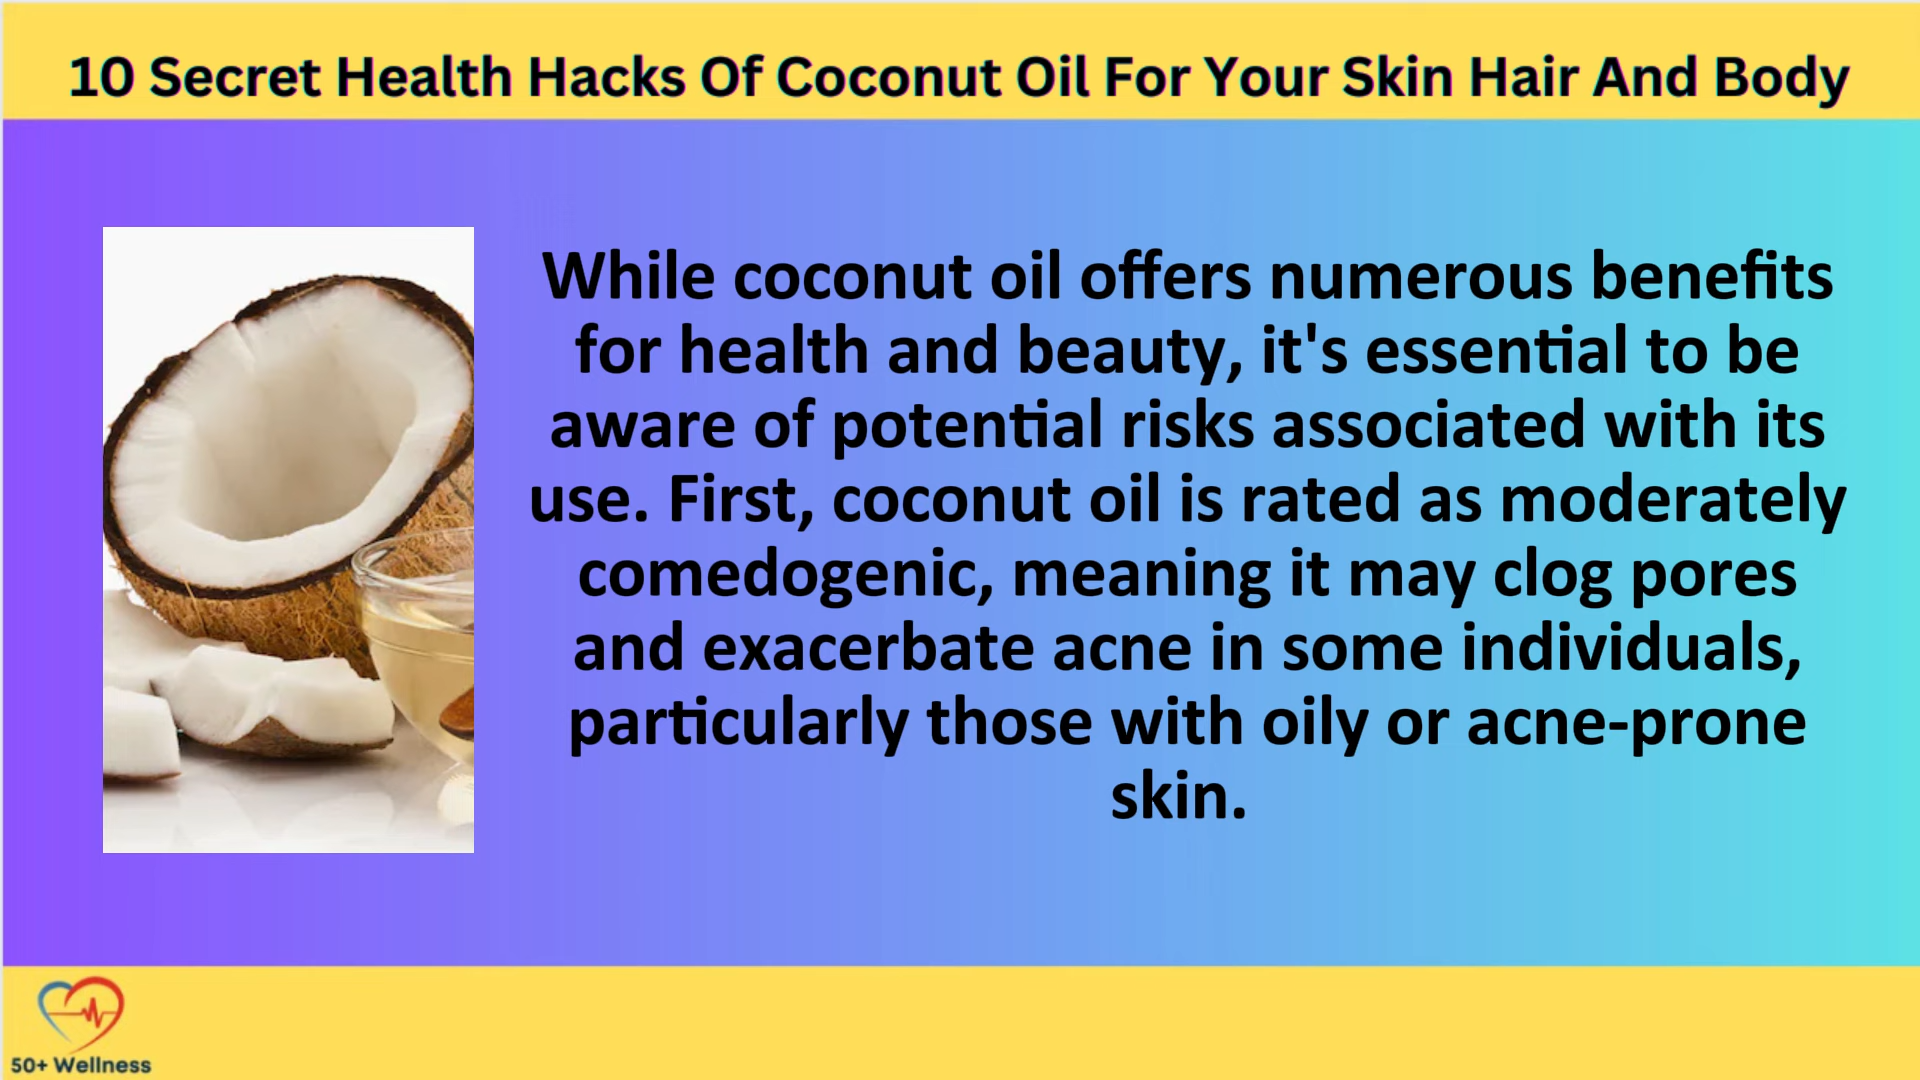 10 Secret Health Hacks Of Coconut Oil For Your Skin Hair And Body
While coconut oil offers numerous benefits
for health and beauty, it's essential to be
aware of potential risks associated with its
use. First, coconut oil is rated as moderately
comedogenic, meaning it may clog pores
and exacerbate acne in some individuals,
particularly those with oily or acne-prone
skin.
50+ Wellness